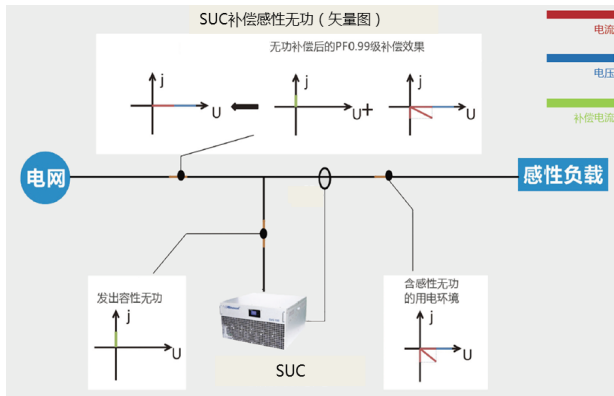 SUC补偿感性无功（矢量图）
电流
无功补偿后的PF0.99级补偿效果
电压
j
U
j
U
+
j
U
补偿电流
电网
感性负载
发出容性无功
j
U
SUC
含感性无功
的用电环境
j
U